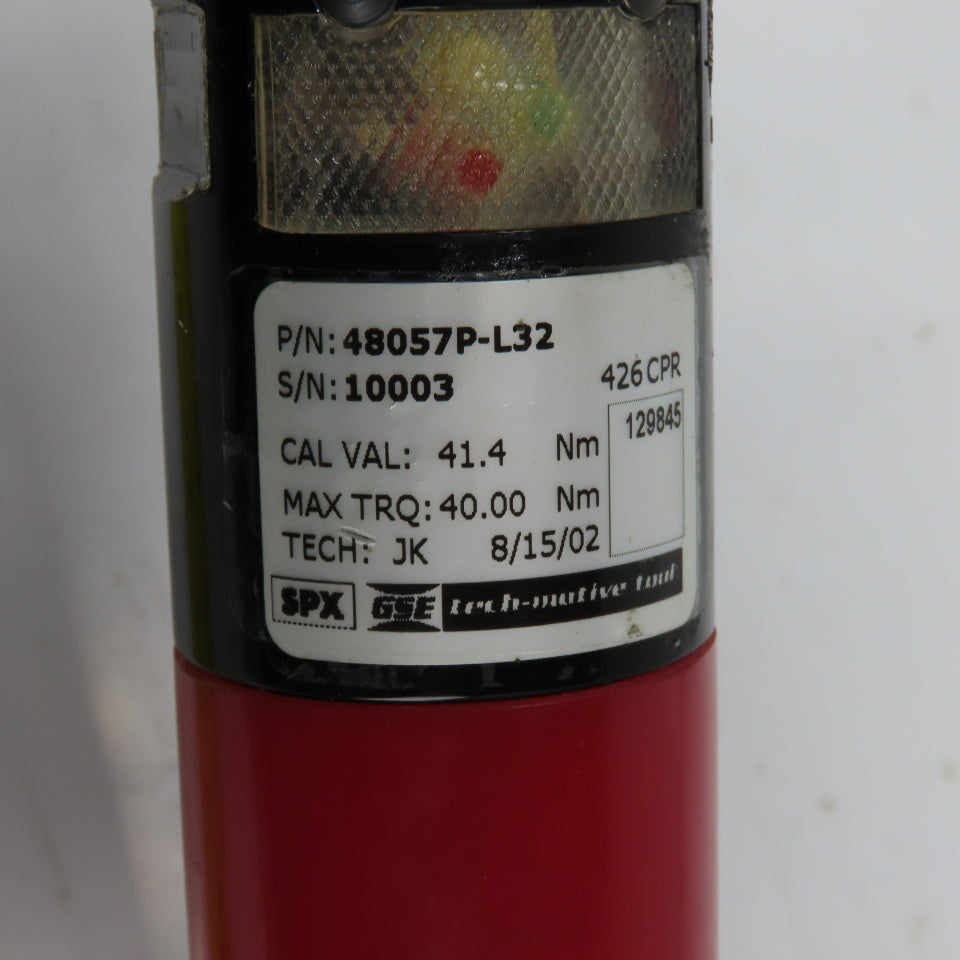 P/N: 48057P-L32
S/N: 10003
426 CPR
129845
CAL VAL: 41.4 Nm
MAX TRQ: 40.00 Nm
TECH: JK 8/15/02
SPX GSE tech-motive tool